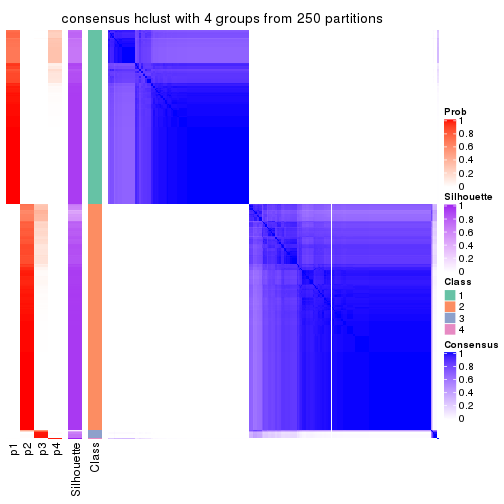 consensus hclust with 4 groups from 250 partitions
Prob
1
0.8
0.6
0.4
0.2
0
Silhouette
1
0.8
0.6
0.4
0.2
0
Class
1
2
3
4
Consensus
1
0.8
0.6
0.4
0.2
0
p1
p2
p3
p4
Silhouette
Class